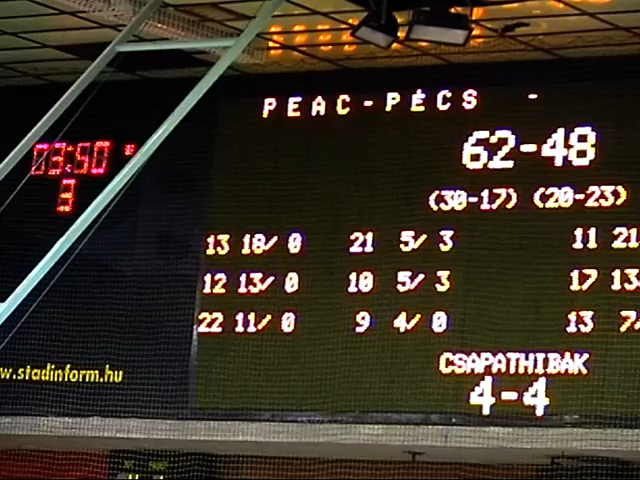 PEAC-PÉCS -
03:50
3
62-48
(30-17) (20-23)
13 18/ 0 21 5/ 3 11 21
12 13/ 0 10 5/ 3 17 13
22 11/ 0 9 4/ 0 13 7/
w.stadinform.hu
CSAPATHIBÁK
4-4